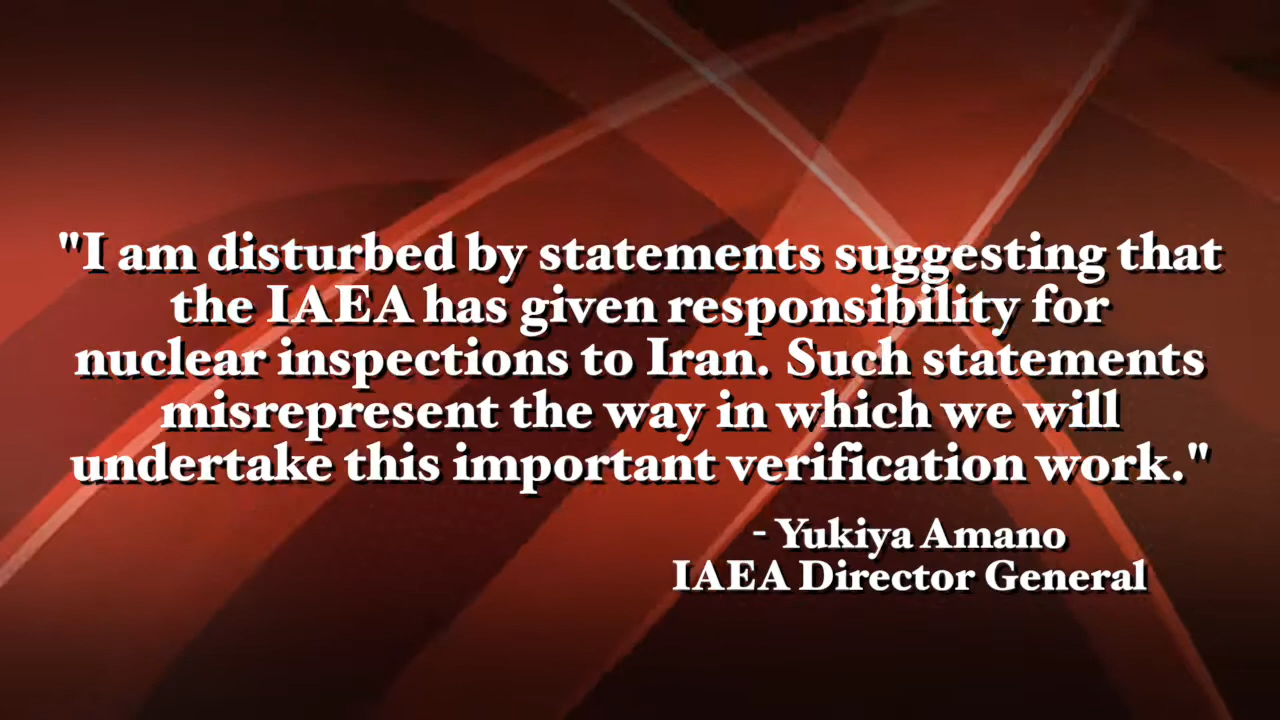 "I am disturbed by statements suggesting that
the IAEA has given responsibility for
nuclear inspections to Iran. Such statements
misrepresent the way in which we will
undertake this important verification work."
- Yukiya Amano
IAEA Director General